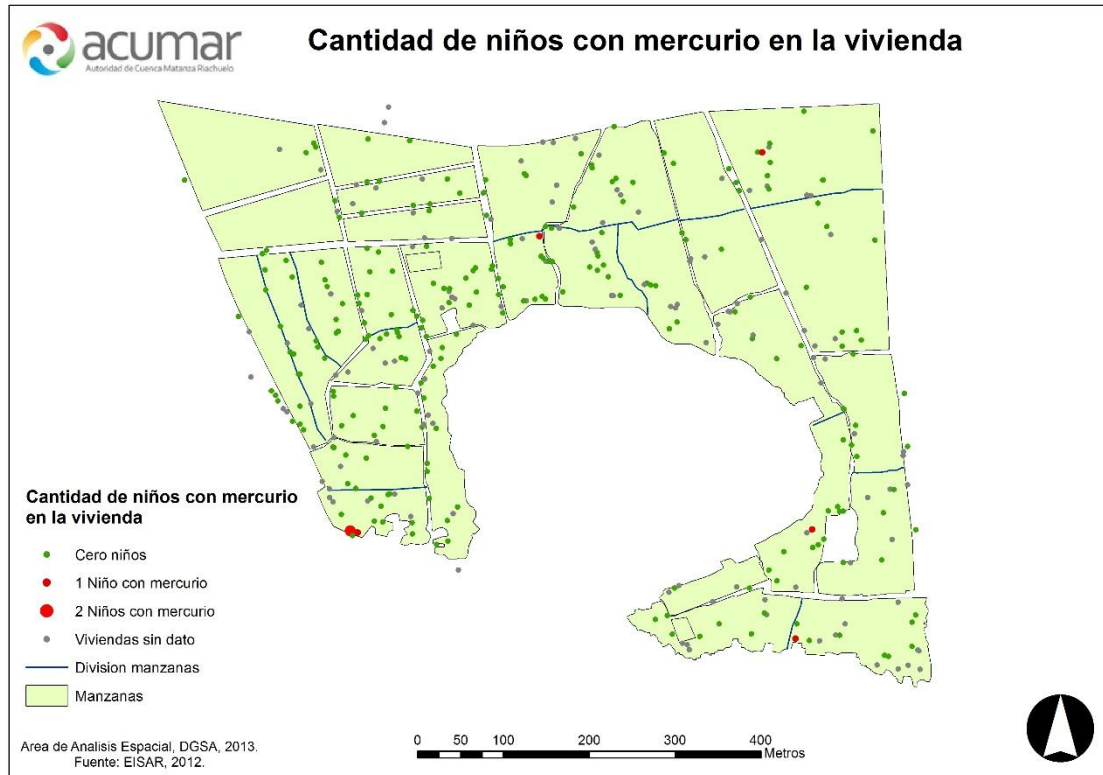 acumar
Autoridad de Cuenca Matanza Riachuelo
Cantidad de niños con mercurio en la vivienda
Cantidad de niños con mercurio
en la vivienda
Cero niños
1 Niño con mercurio
2 Niños con mercurio
Viviendas sin dato
Division manzanas
Manzanas
Area de Analisis Espacial, DGSA, 2013.
Fuente: EISAR, 2012.
0 50 100 200 300 400
Metros